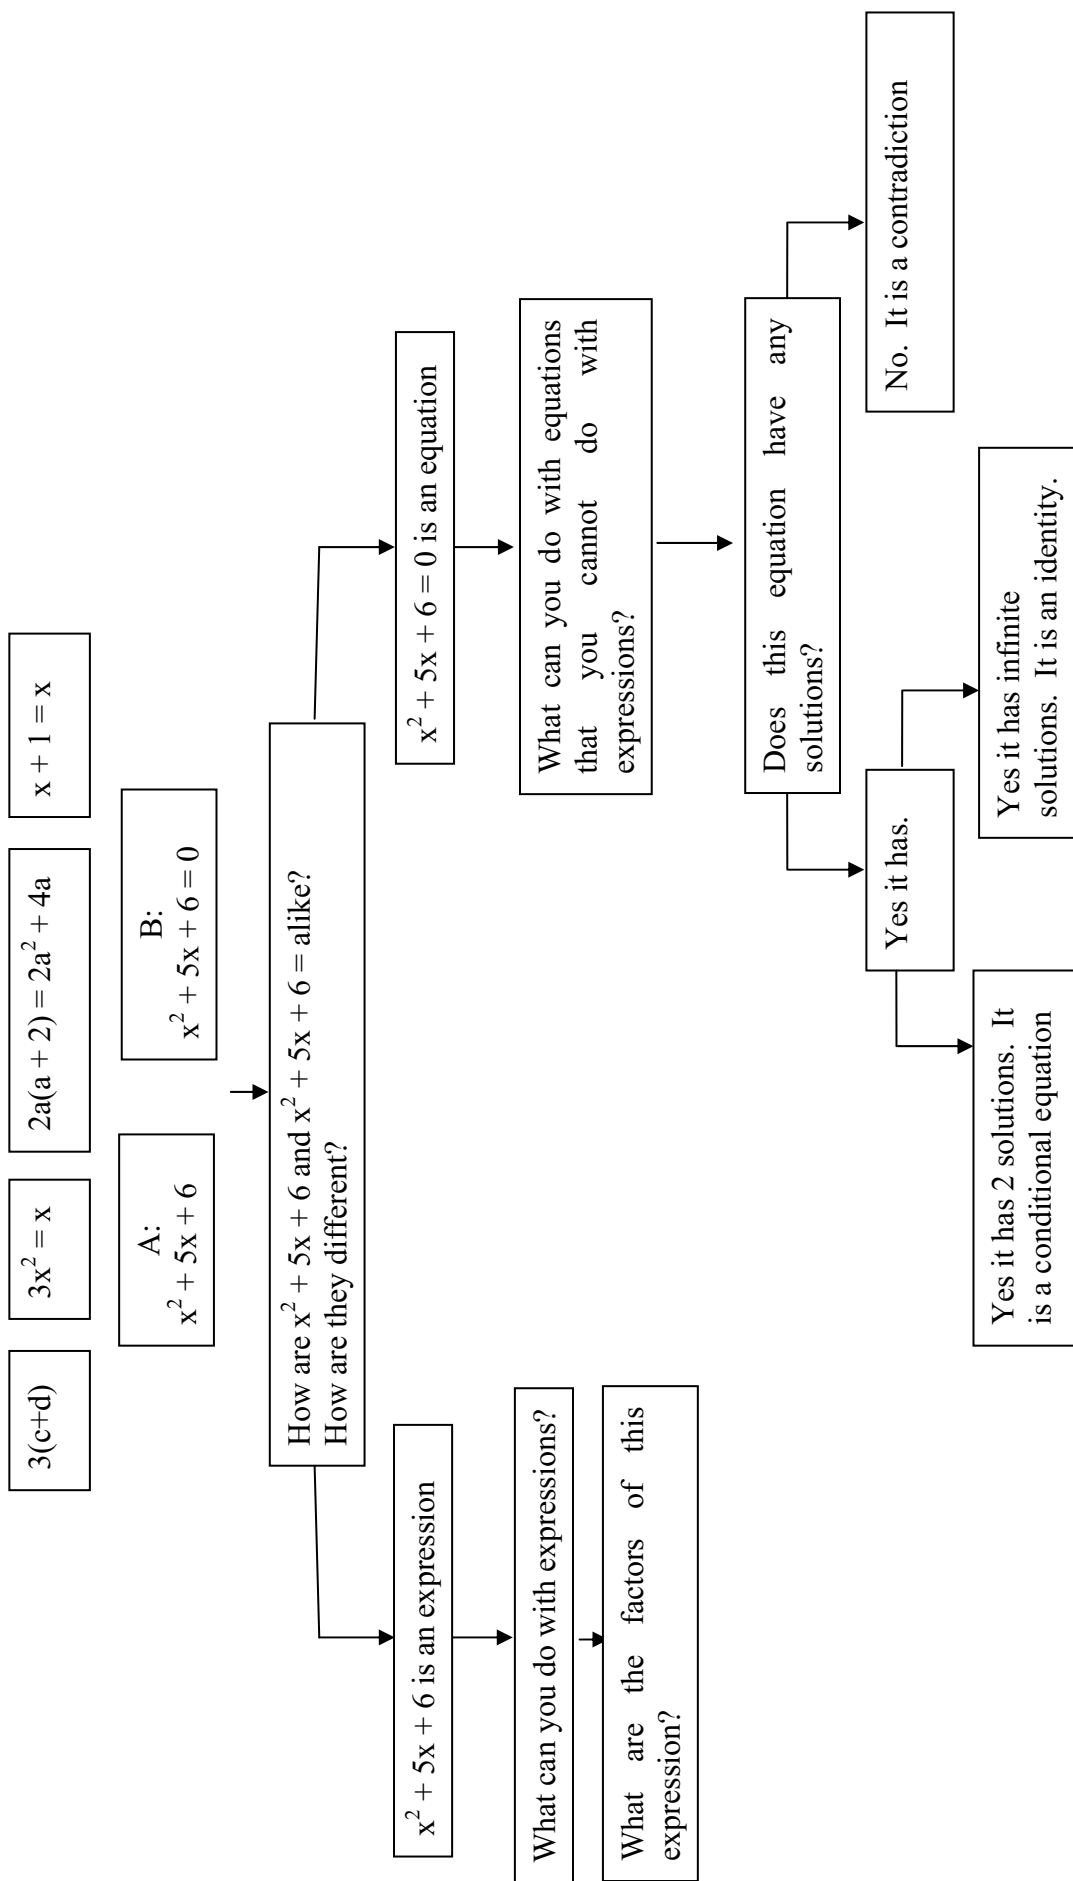 3(c+d)
3x² = x
2a(a + 2) = 2a² + 4a
x + 1 = x
A:
x² + 5x + 6
B:
x² + 5x + 6 = 0
How are x² + 5x + 6 and x² + 5x + 6 = alike?
How are they different?
x² + 5x + 6 is an expression
x² + 5x + 6 = 0 is an equation
What can you do with expressions?
What can you do with equations
that you cannot do with
expressions?
What are the factors of this
expression?
Does this equation have any
solutions?
Yes it has.
No. It is a contradiction
Yes it has 2 solutions. It
is a conditional equation
Yes it has infinite
solutions. It is an identity.